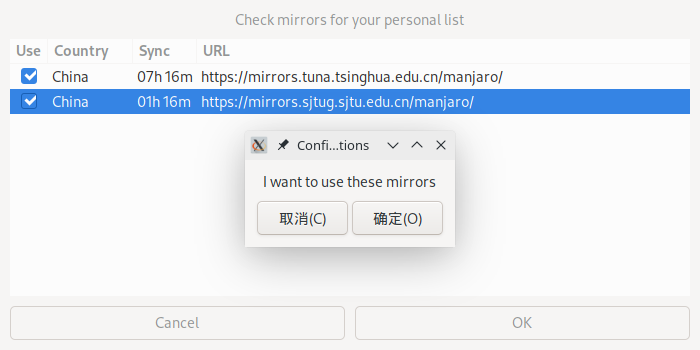 Check mirrors for your personal list
Use Country Sync URL
China 07h 16m https://mirrors.tuna.tsinghua.edu.cn/manjaro/
China 01h 16m https://mirrors.sjtug.sjtu.edu.cn/manjaro/
Confi...tions
I want to use these mirrors
取消(C) 确定(O)
Cancel OK